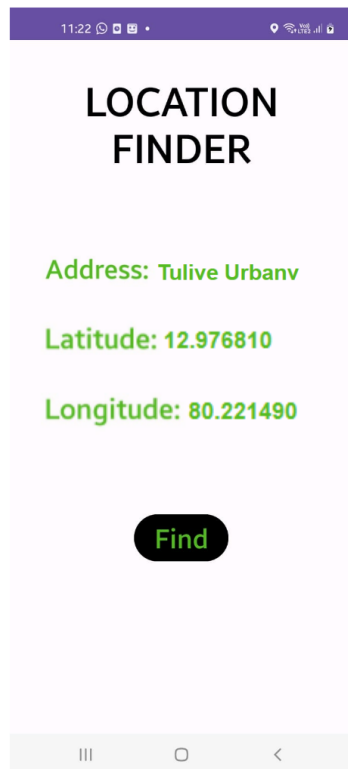 11:22
LOCATION
FINDER
Address: Tulive Urbanv
Latitude: 12.976810
Longitude: 80.221490
Find